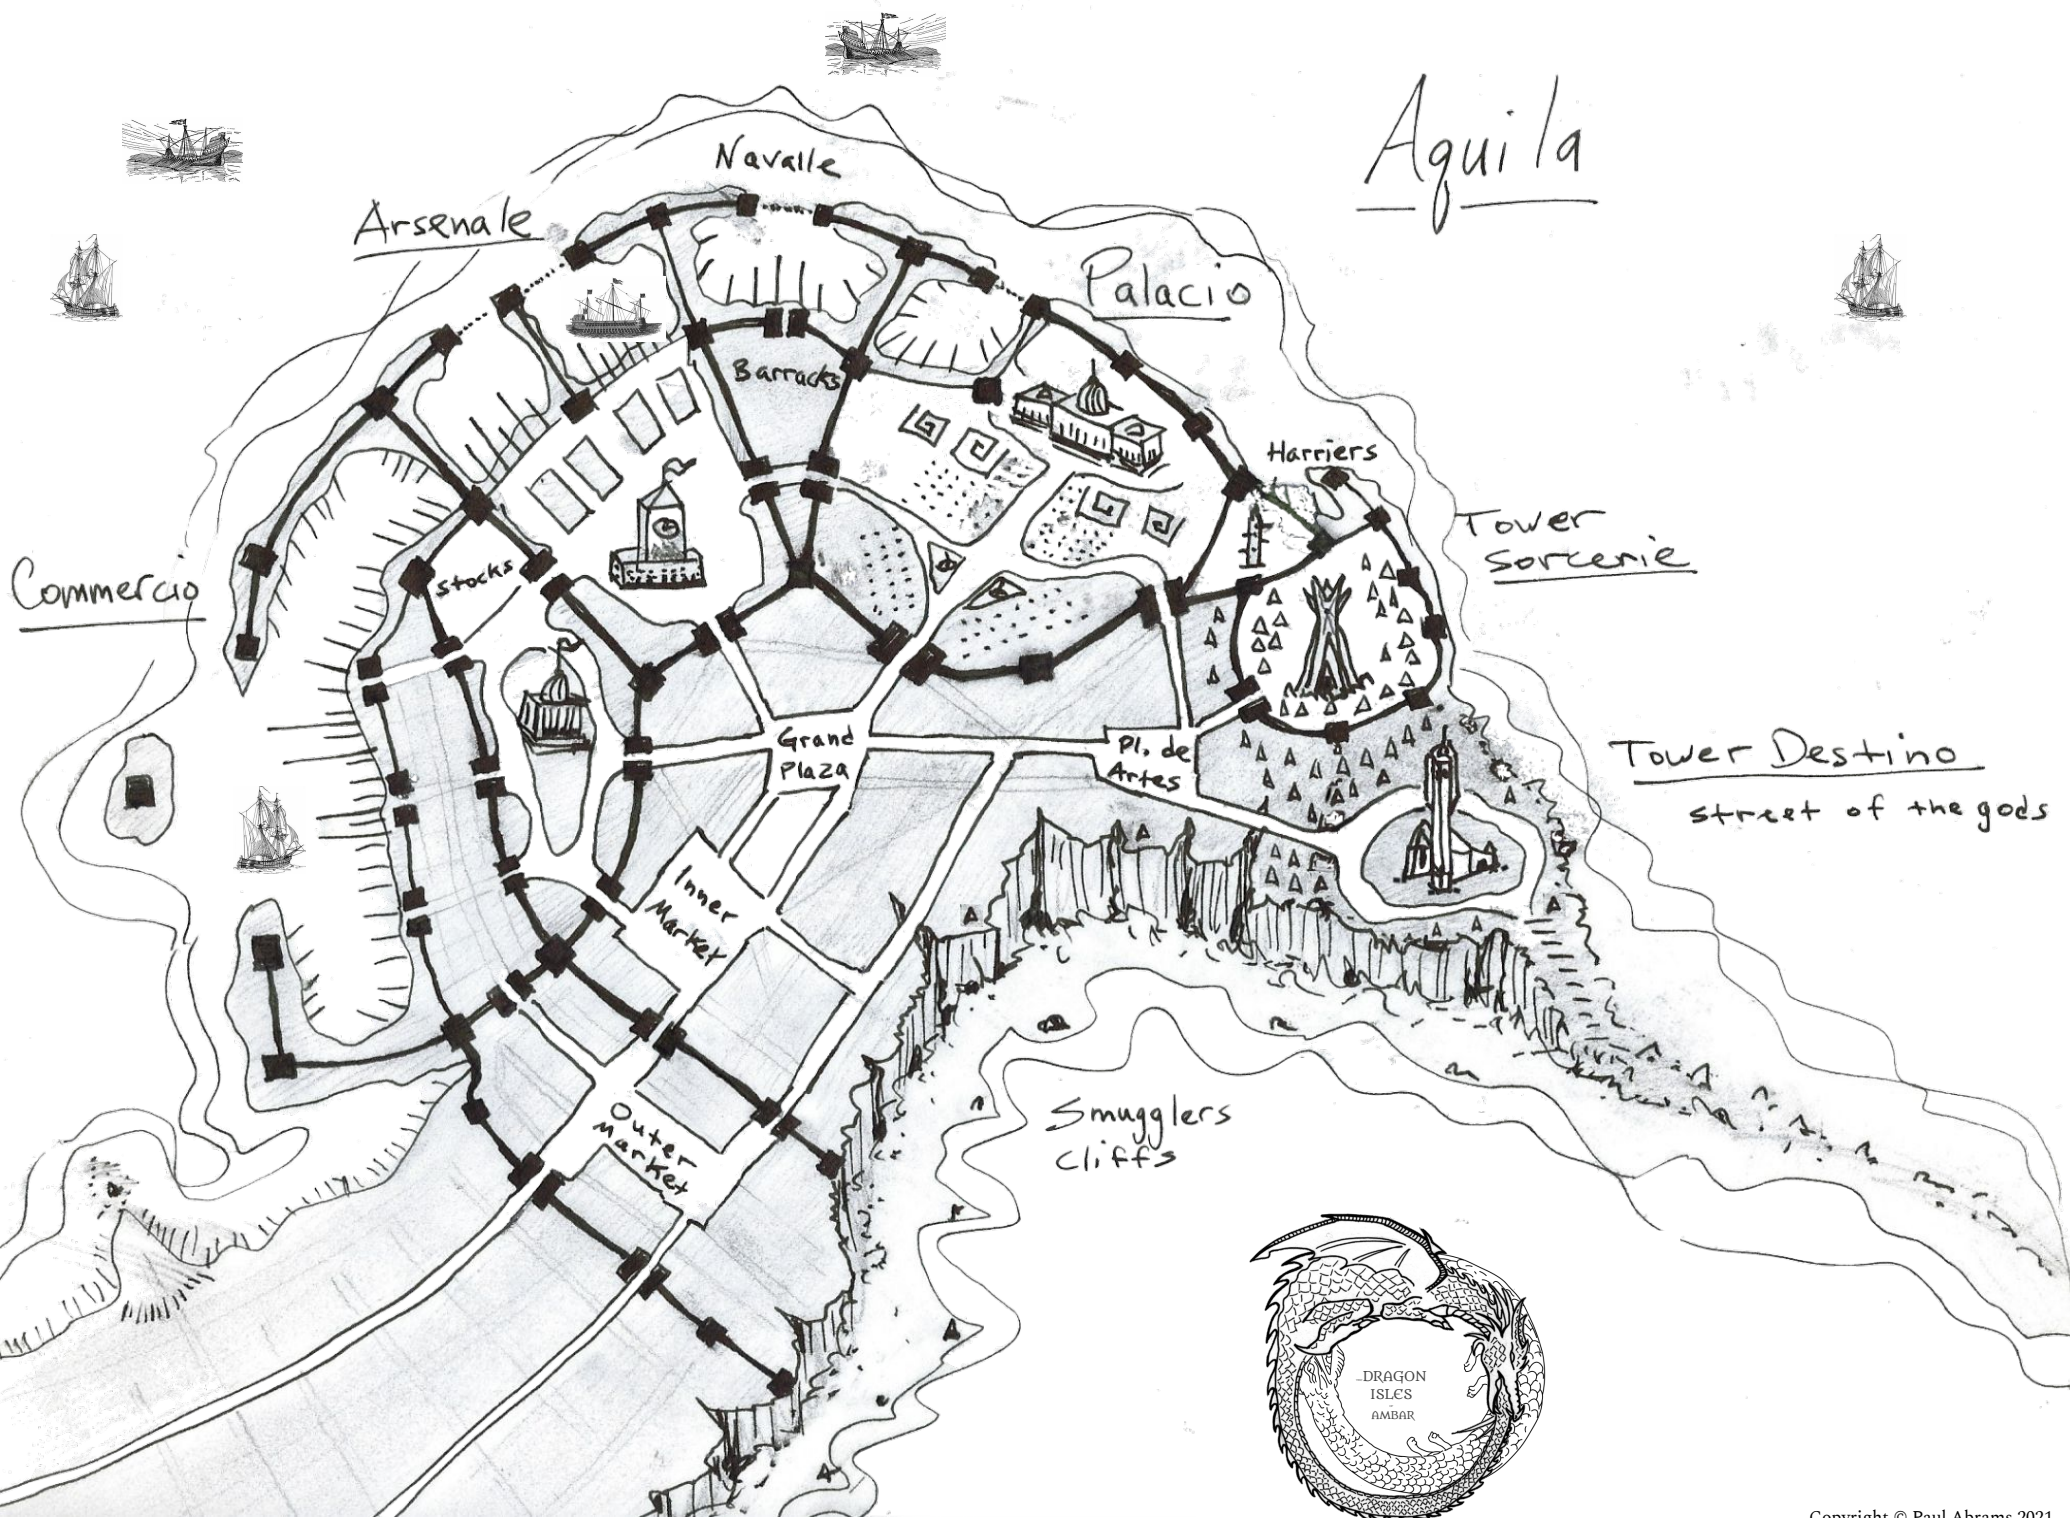 Aquila
Navalle
Arsenale
Palacio
Barracks
Harriers
Tower
Sorcerie
Stocks
Commercio
Grand
Plaza
Pl. de
Artes
Tower Destino
Street of the gods
Inner
Market
Outer
Market
Smugglers
Cliffs
DRAGON
ISLES
-
AMBAR
Copyright © Paul Abrams 2021